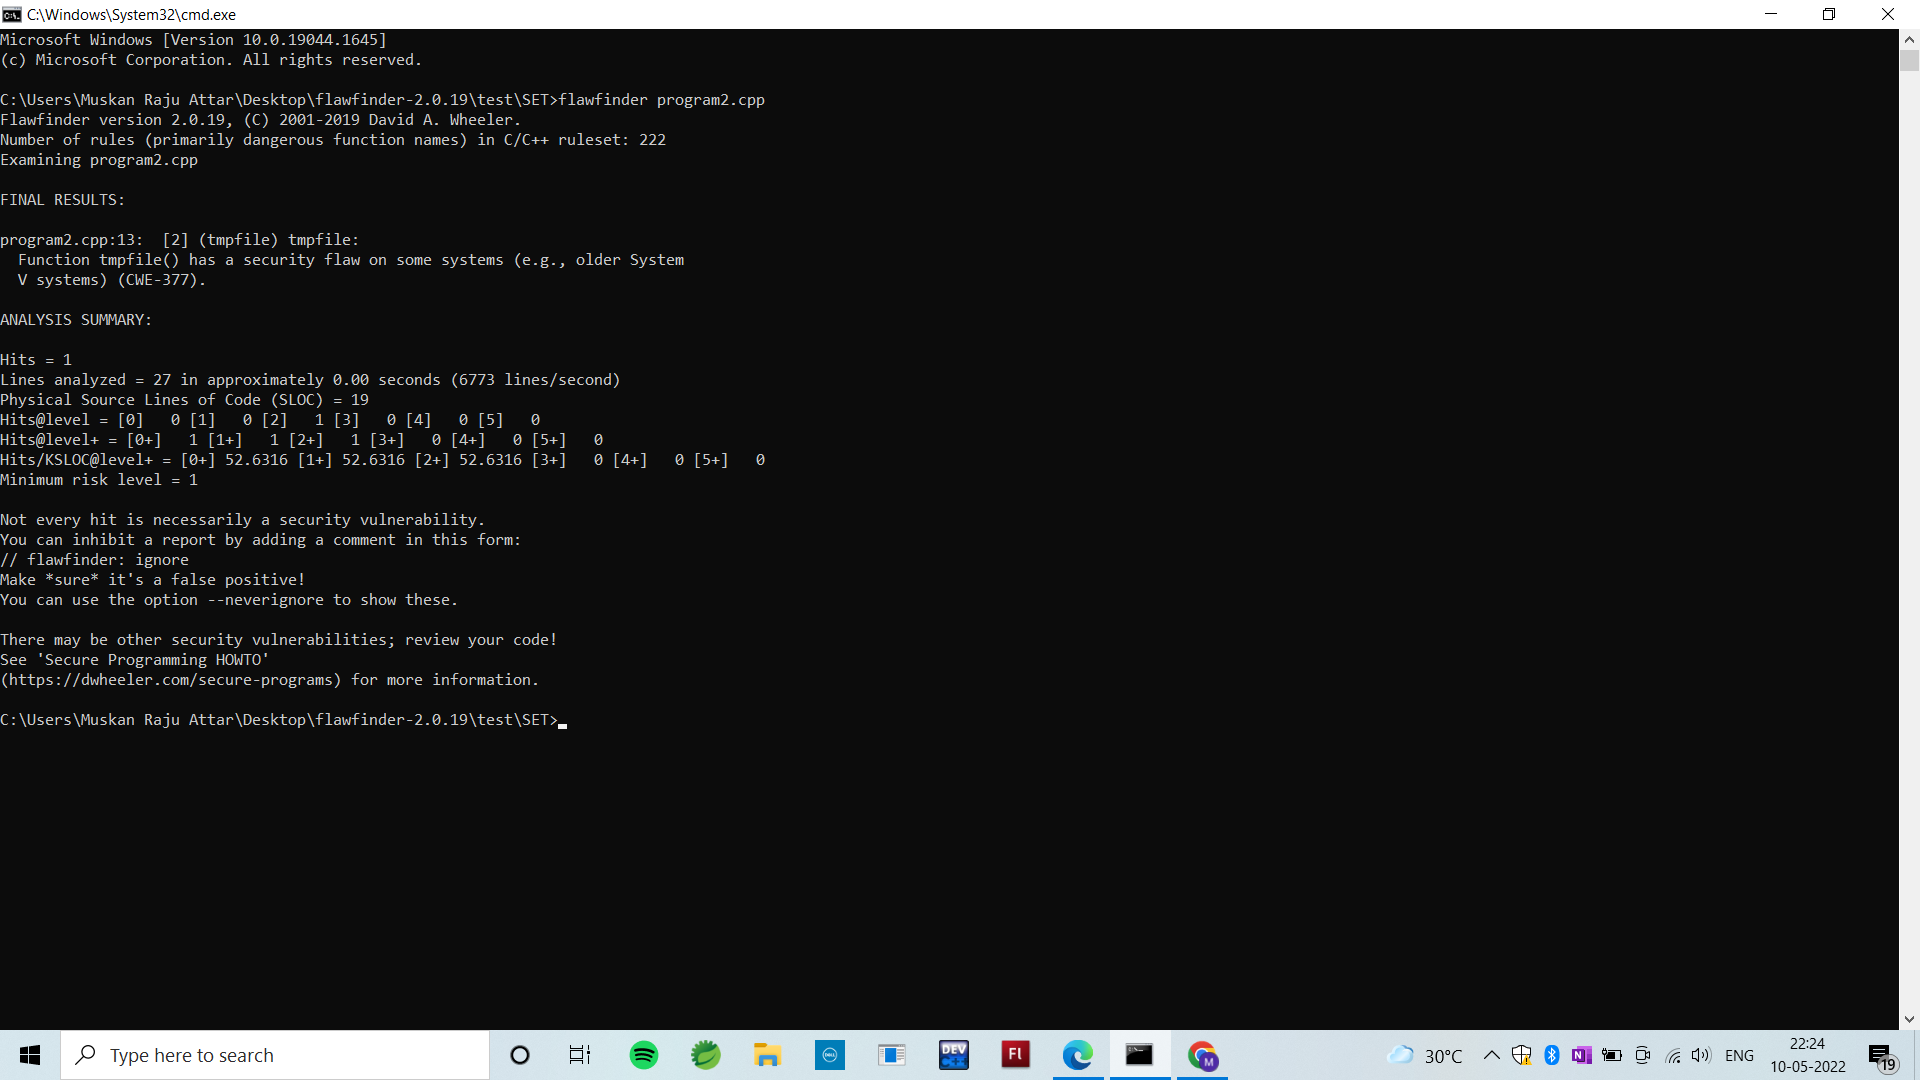 C:\Windows\System32\cmd.exe
Microsoft Windows [Version 10.0.19044.1645]
(c) Microsoft Corporation. All rights reserved.
C:\Users\Muskan Raju Attar\Desktop\flawfinder-2.0.19\test\SET>flawfinder program2.cpp
Flawfinder version 2.0.19, (C) 2001-2019 David A. Wheeler.
Number of rules (primarily dangerous function names) in C/C++ ruleset: 222
Examining program2.cpp
FINAL RESULTS:
program2.cpp:13:  [2] (tmpfile) tmpfile:
  Function tmpfile() has a security flaw on some systems (e.g., older System
  V systems) (CWE-377).
ANALYSIS SUMMARY:
Hits = 1
Lines analyzed = 27 in approximately 0.00 seconds (6773 lines/second)
Physical Source Lines of Code (SLOC) = 19
Hits@level = [0]   0 [1]   0 [2]   1 [3]   0 [4]   0 [5]   0
Hits@level+ = [0+]   1 [1+]   1 [2+]   1 [3+]   0 [4+]   0 [5+]   0
Hits/KSLOC@level+ = [0+] 52.6316 [1+] 52.6316 [2+] 52.6316 [3+]   0 [4+]   0 [5+]   0
Minimum risk level = 1
Not every hit is necessarily a security vulnerability.
You can inhibit a report by adding a comment in this form:
// flawfinder: ignore
Make *sure* it's a false positive!
You can use the option --neverignore to show these.
There may be other security vulnerabilities; review your code!
See 'Secure Programming HOWTO'
(https://dwheeler.com/secure-programs) for more information.
C:\Users\Muskan Raju Attar\Desktop\flawfinder-2.0.19\test\SET>
Type here to search
DELL
DEV
C++
Fl
M
30°C
N
ENG
22:24
10-05-2022
19